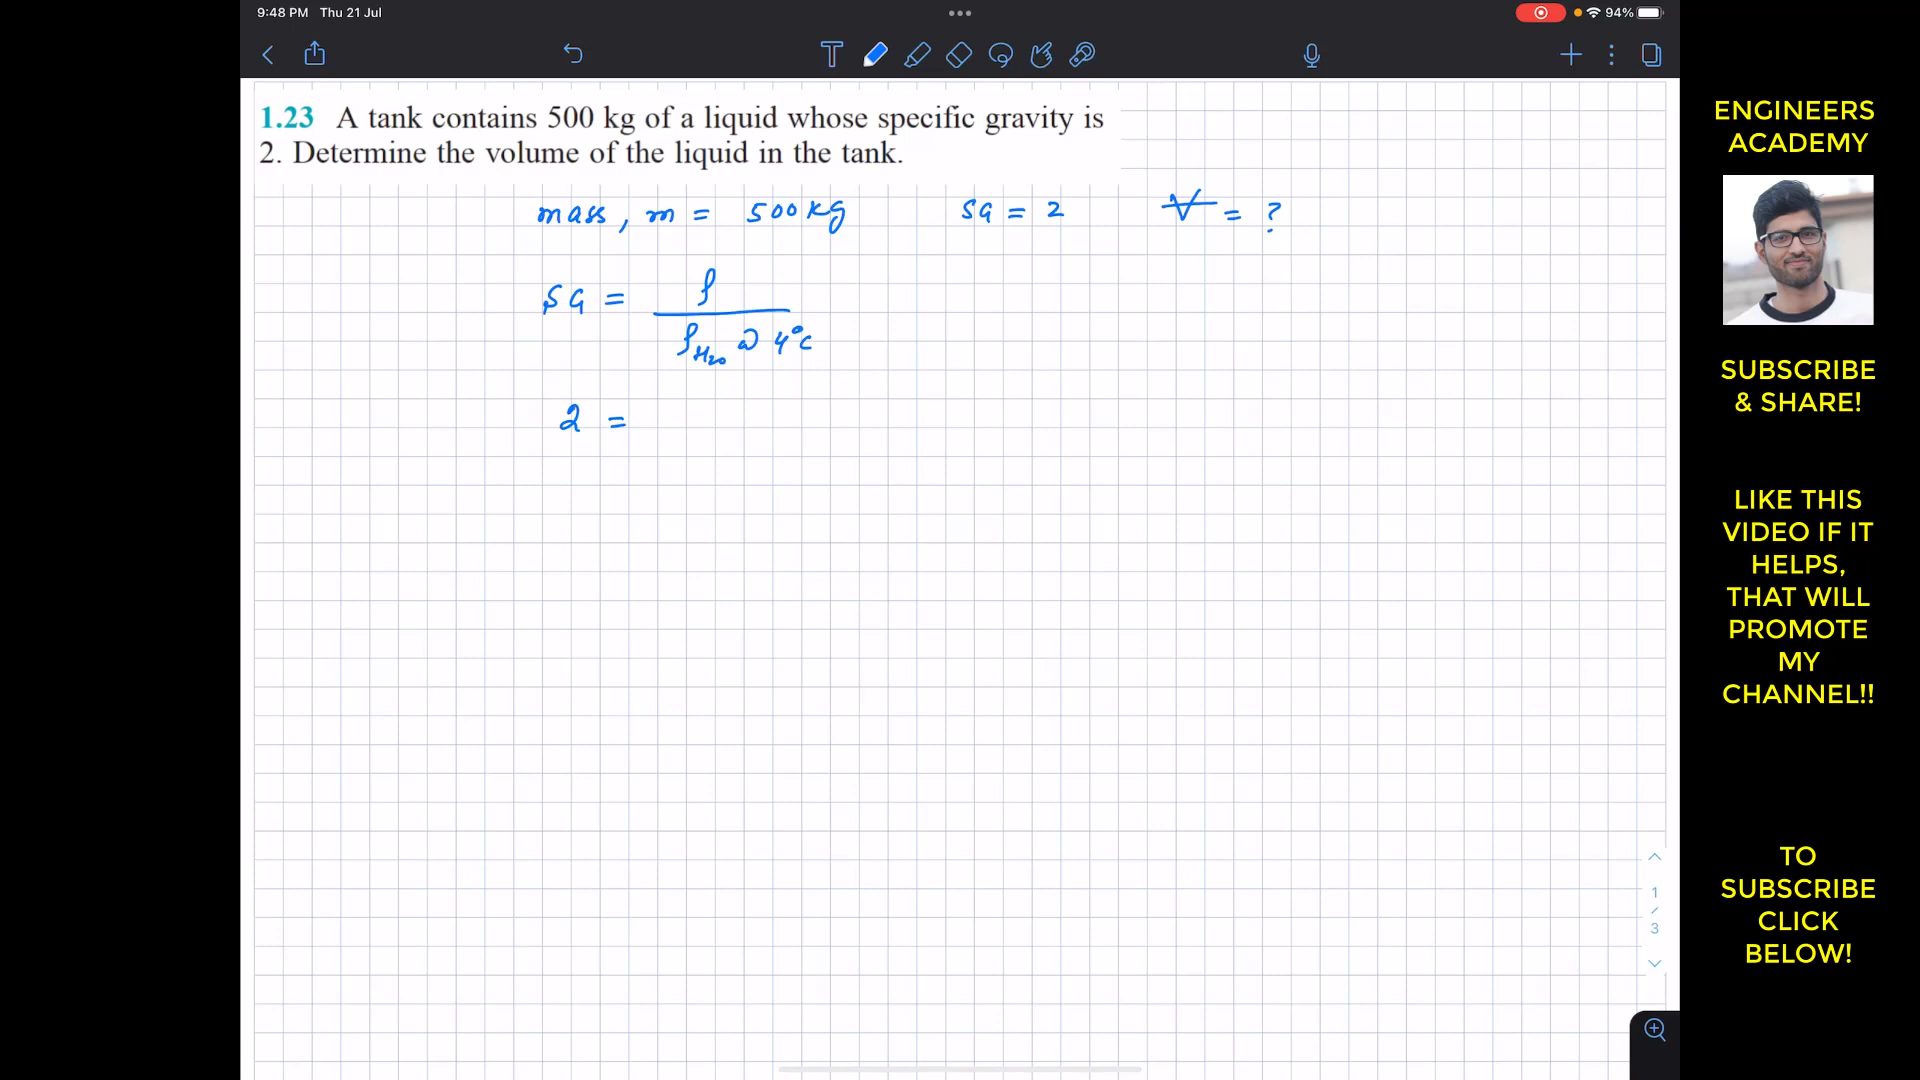 9:48 PM Thu 21 Jul
94%
1.23 A tank contains 500 kg of a liquid whose specific gravity is
2. Determine the volume of the liquid in the tank.
mass, m = 500 kg SG = 2 V = ?
SG = ρ / ρH₂O @ 4°C
2 =
1
/
3
ENGINEERS
ACADEMY
SUBSCRIBE
& SHARE!
LIKE THIS
VIDEO IF IT
HELPS,
THAT WILL
PROMOTE
MY
CHANNEL!!
TO
SUBSCRIBE
CLICK
BELOW!